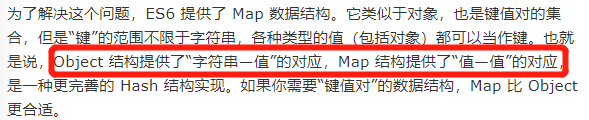 为了解决这个问题，ES6 提供了 Map 数据结构。它类似于对象，也是键值对的集
合，但是“键”的范围不限于字符串，各种类型的值（包括对象）都可以当作键。也就
是说，Object 结构提供了“字符串—值”的对应，Map 结构提供了“值—值”的对应，
是一种更完善的 Hash 结构实现。如果你需要“键值对”的数据结构，Map 比 Object
更合适。